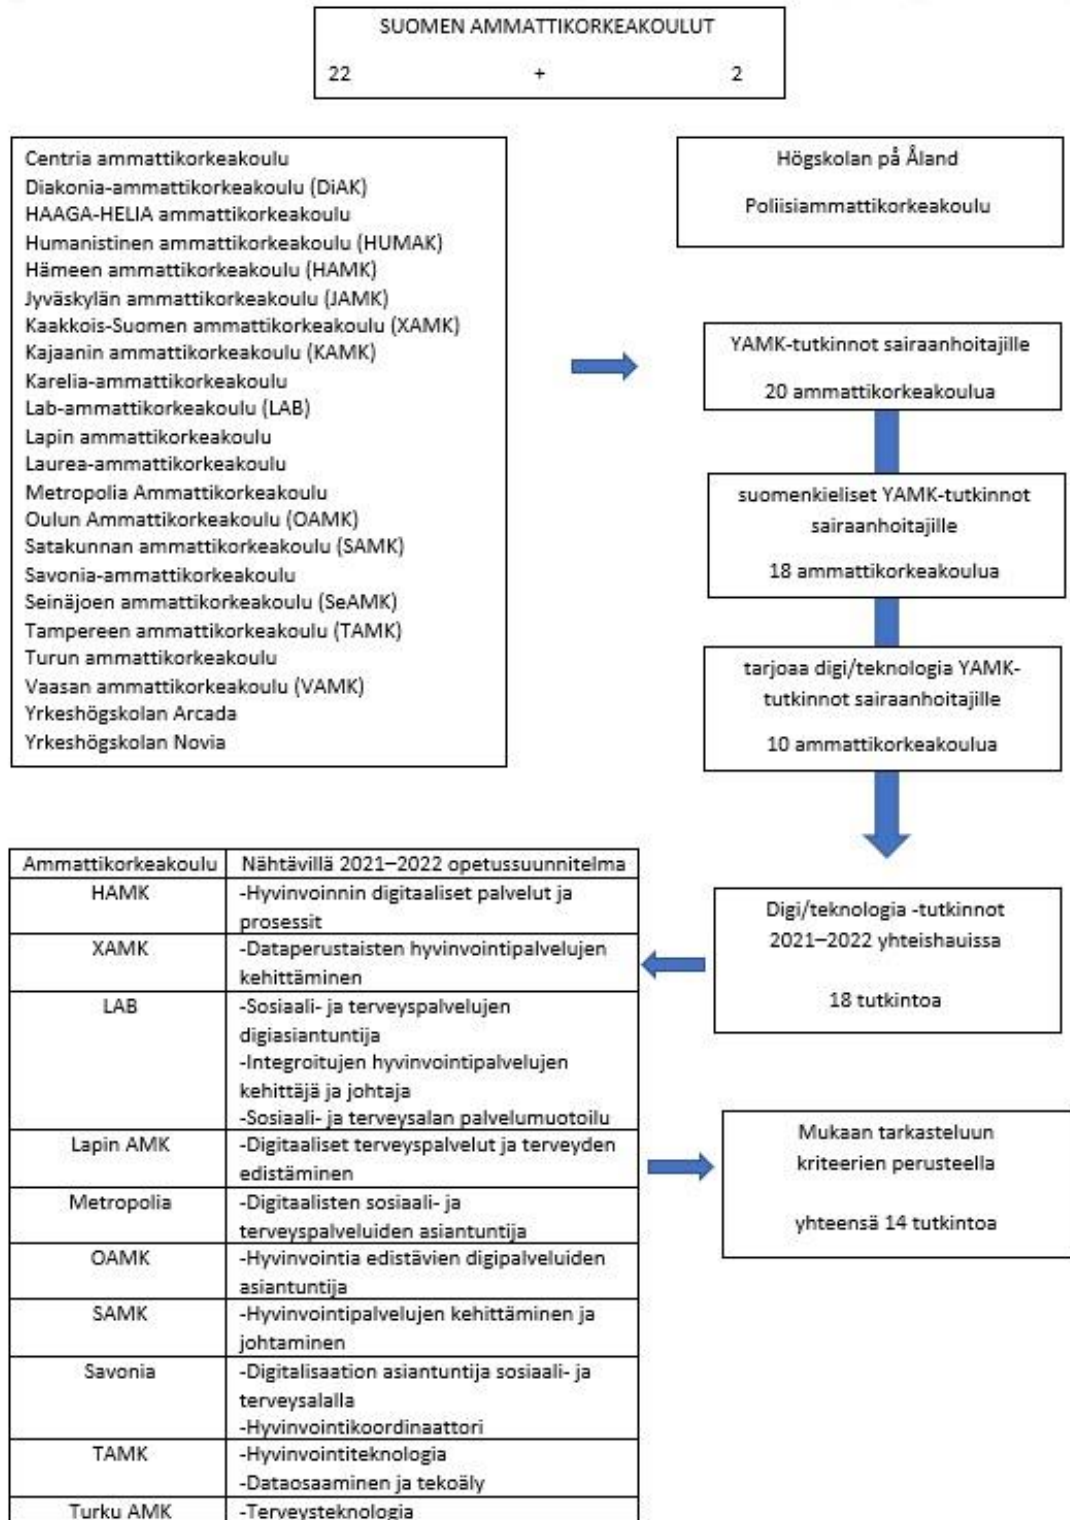 SUOMEN AMMATTIKORKEAKOULUT
22 + 2
Centria ammattikorkeakoulu
Diakonia-ammattikorkeakoulu (DiAK)
HAAGA-HELIA ammattikorkeakoulu
Humanistinen ammattikorkeakoulu (HUMAK)
Hämeen ammattikorkeakoulu (HAMK)
Jyväskylän ammattikorkeakoulu (JAMK)
Kaakkois-Suomen ammattikorkeakoulu (XAMK)
Kajaanin ammattikorkeakoulu (KAMK)
Karelia-ammattikorkeakoulu
Lab-ammattikorkeakoulu (LAB)
Lapin ammattikorkeakoulu
Laurea-ammattikorkeakoulu
Metropolia Ammattikorkeakoulu
Oulun Ammattikorkeakoulu (OAMK)
Satakunnan ammattikorkeakoulu (SAMK)
Savonia-ammattikorkeakoulu
Seinäjoen ammattikorkeakoulu (SeAMK)
Tampereen ammattikorkeakoulu (TAMK)
Turun ammattikorkeakoulu
Vaasan ammattikorkeakoulu (VAMK)
Yrkeshögskolan Arcada
Yrkeshögskolan Novia
Högskolan på Åland
Poliisiammattikorkeakoulu
YAMK-tutkinnot sairaanhoitajille
20 ammattikorkeakoulua
suomenkieliset YAMK-tutkinnot
sairaanhoitajille
18 ammattikorkeakoulua
tarjoaa digi/teknologia YAMK-
tutkinnot sairaanhoitajille
10 ammattikorkeakoulua
Digi/teknologia -tutkinnot
2021–2022 yhteishauissa
18 tutkintoa
Ammattikorkeakoulu Nähtävillä 2021–2022 opetussuunnitelma
HAMK -Hyvinvoinnin digitaaliset palvelut ja
prosessit
XAMK -Dataperustaisten hyvinvointipalvelujen
kehittäminen
LAB -Sosiaali- ja terveyspalvelujen
digiasiantuntija
-Integroitujen hyvinvointipalvelujen
kehittäjä ja johtaja
-Sosiaali- ja terveysalan palvelumuotoilu
Lapin AMK -Digitaaliset terveyspalvelut ja terveyden
edistäminen
Metropolia -Digitaalisten sosiaali- ja
terveyspalveluiden asiantuntija
OAMK -Hyvinvointia edistävien digipalveluiden
asiantuntija
SAMK -Hyvinvointipalvelujen kehittäminen ja
johtaminen
Savonia -Digitalisaation asiantuntija sosiaali- ja
terveysalalla
-Hyvinvointikoordinaattori
TAMK -Hyvinvointiteknologia
-Dataosaaminen ja tekoäly
Turku AMK -Terveysteknologia
Mukaan tarkasteluun
kriteerien perusteella
yhteensä 14 tutkintoa